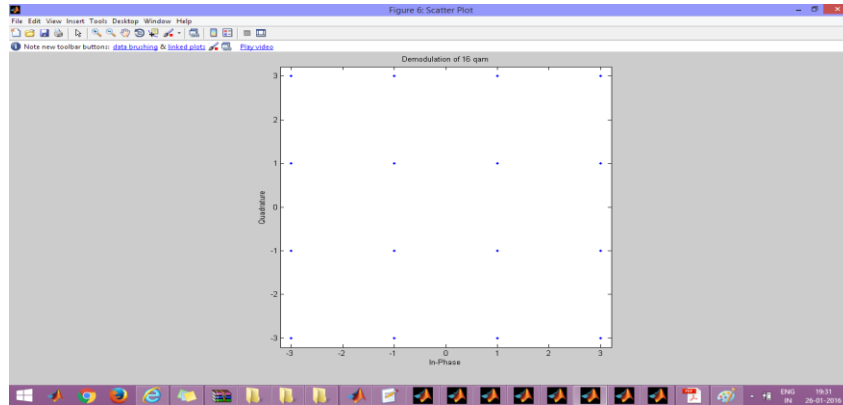 Figure 6: Scatter Plot
File Edit View Insert Tools Desktop Window Help
Note new toolbar buttons: data brushing & linked plots Play video
Demodulation of 16 qam
3
2
1
0
-1
-2
-3
Quadrature
-3 -2 -1 0 1 2 3
In-Phase
ENG 19:31
IN 26-01-2016